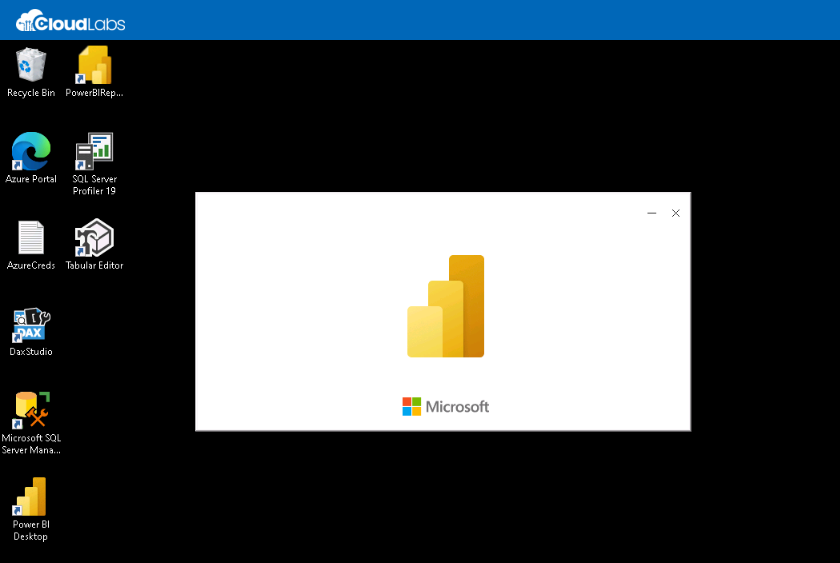 CloudLabs
Recycle Bin
PowerBIRep...
Azure Portal
SQL Server
Profiler 19
AzureCreds
Tabular Editor
DAX
DaxStudio
Microsoft SQL
Server Mana...
Power BI
Desktop
Microsoft